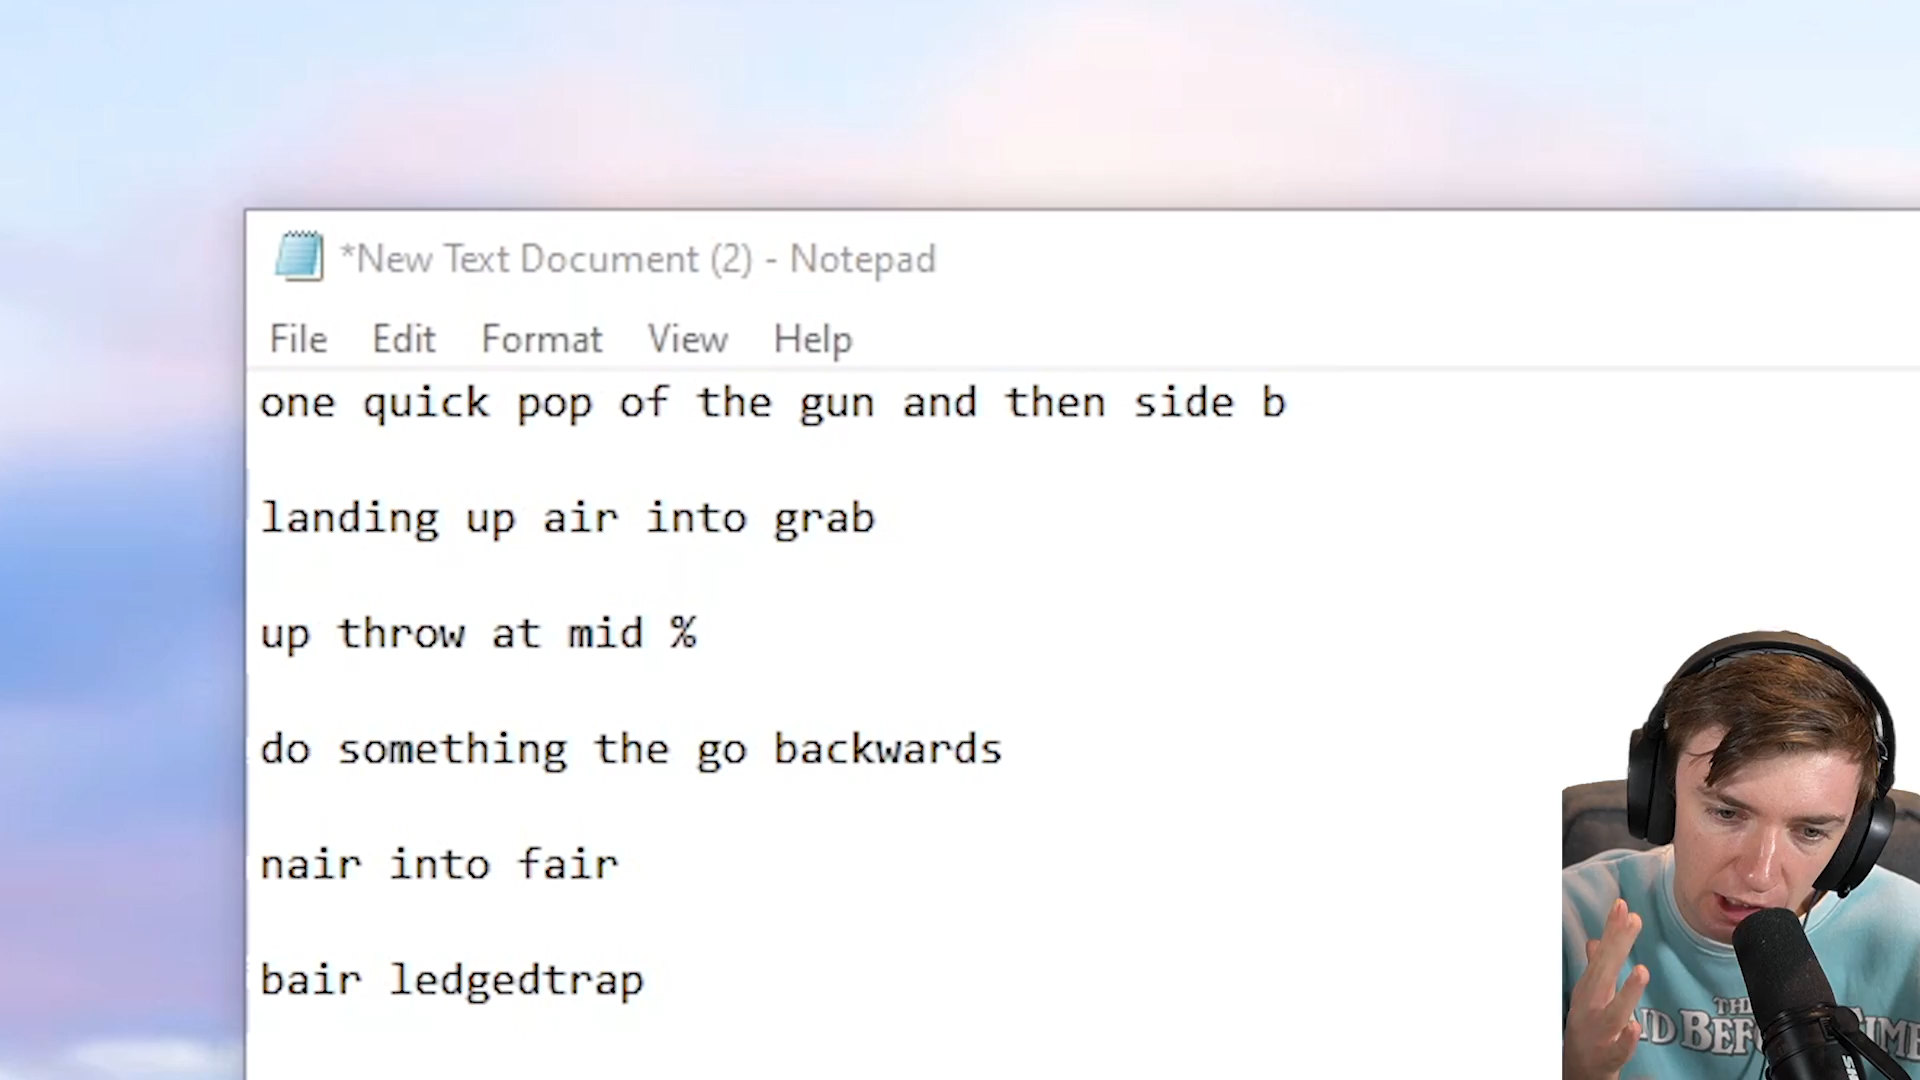 *New Text Document (2) - Notepad
File Edit Format View Help
one quick pop of the gun and then side b
landing up air into grab
up throw at mid %
do something the go backwards
nair into fair
bair ledgedtrap
THE